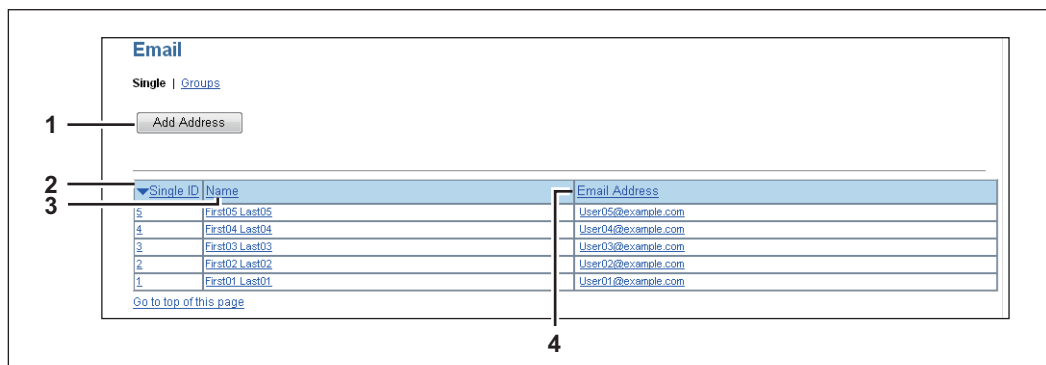 Email
Single | Groups
1 Add Address
2 ▼Single ID Name Email Address
3
5 First05 Last05 User05@example.com
4 First04 Last04 User04@example.com
3 First03 Last03 User03@example.com
2 First02 Last02 User02@example.com
1 First01 Last01 User01@example.com
Go to top of this page
4